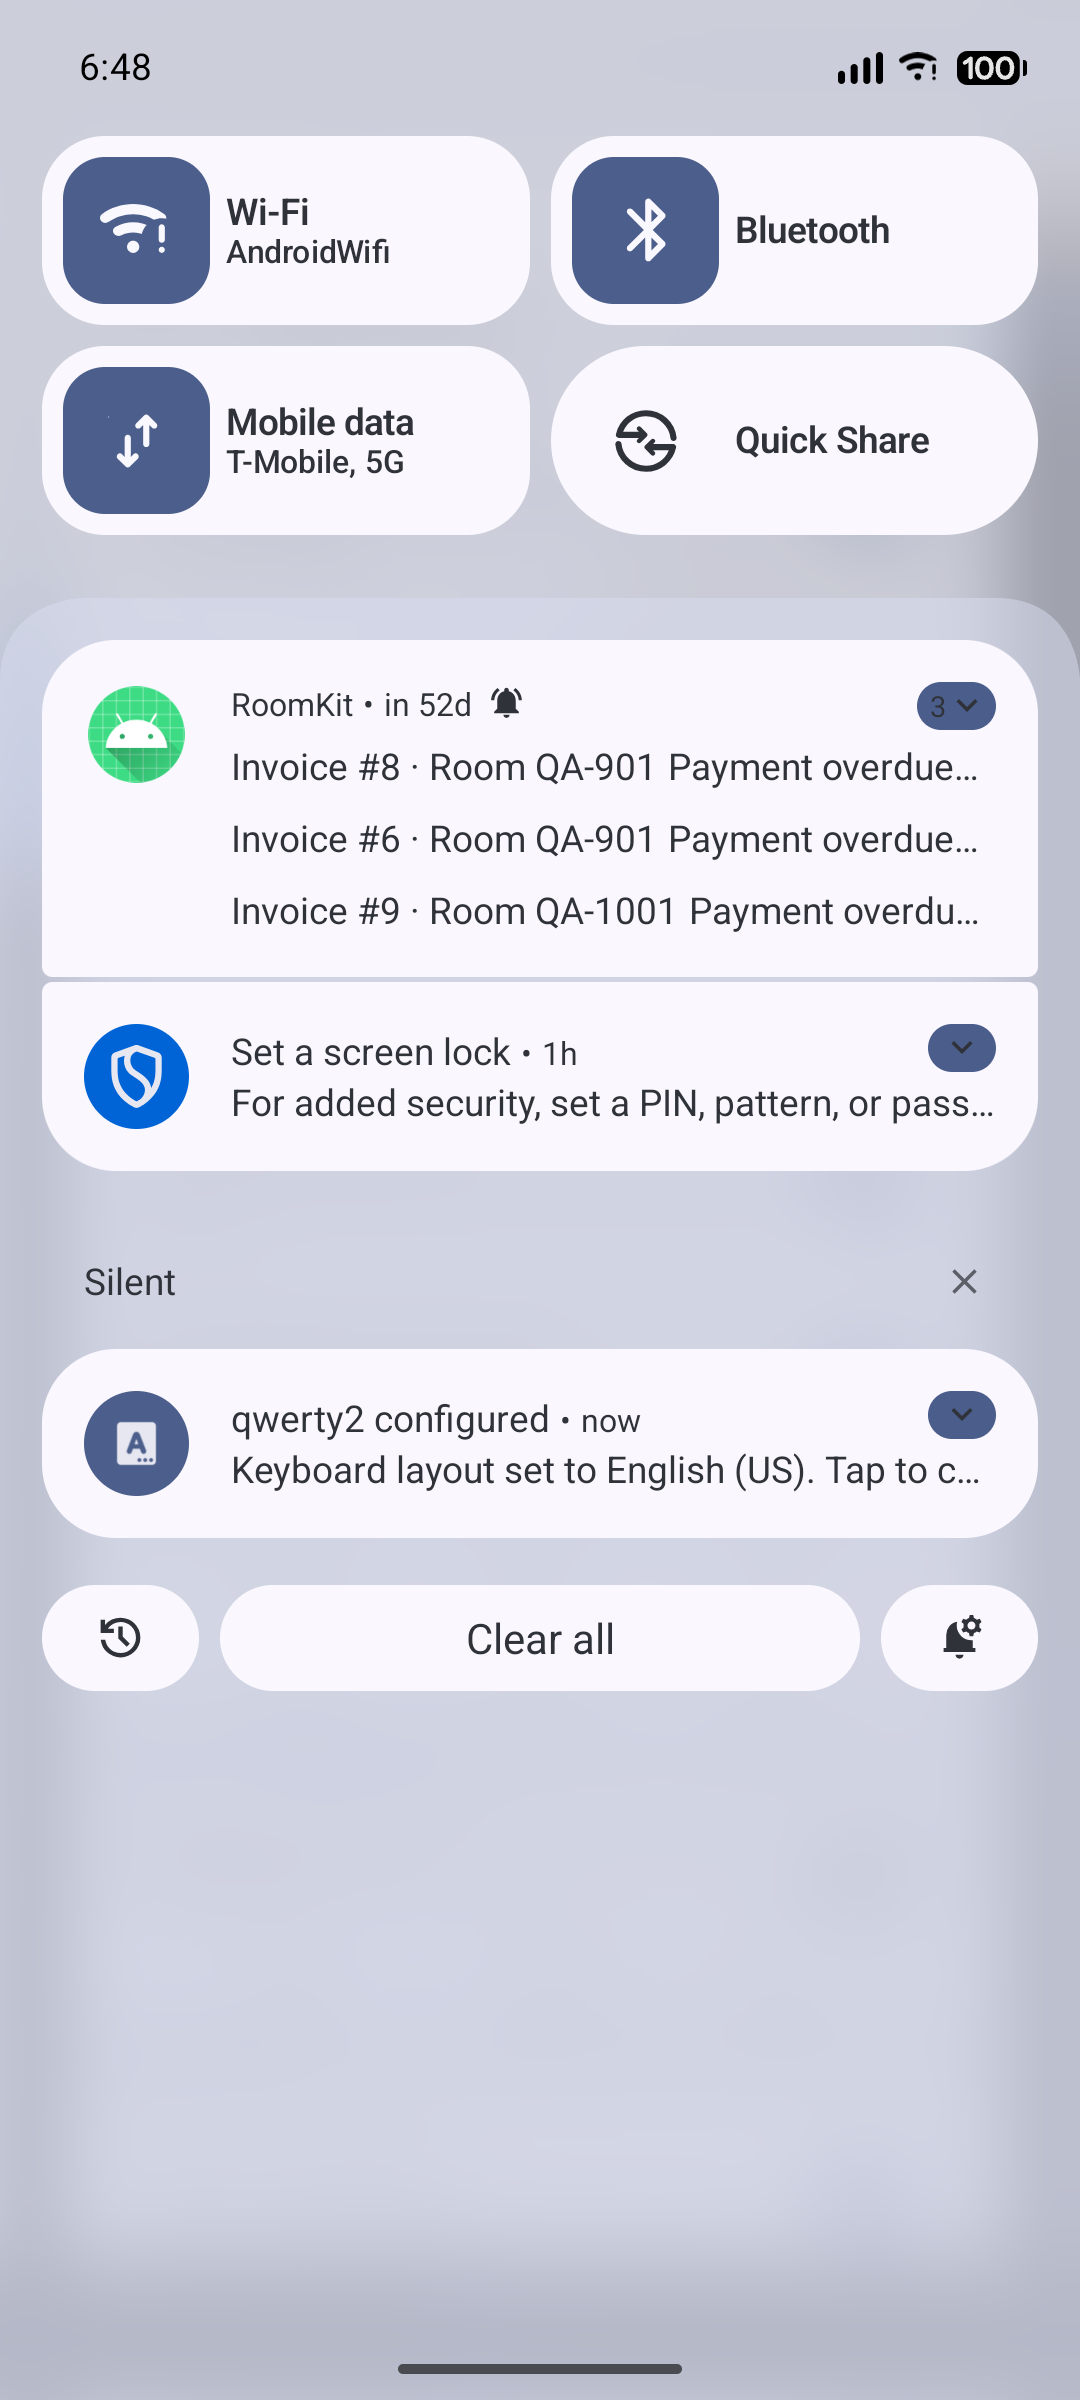 6:48
100
Wi-Fi
AndroidWifi
Bluetooth
Mobile data
T-Mobile, 5G
Quick Share
RoomKit • in 52d
3
Invoice #8 · Room QA-901 Payment overdue…
Invoice #6 · Room QA-901 Payment overdue…
Invoice #9 · Room QA-1001 Payment overdu…
Set a screen lock • 1h
For added security, set a PIN, pattern, or pass…
Silent
A
qwerty2 configured • now
Keyboard layout set to English (US). Tap to c…
Clear all